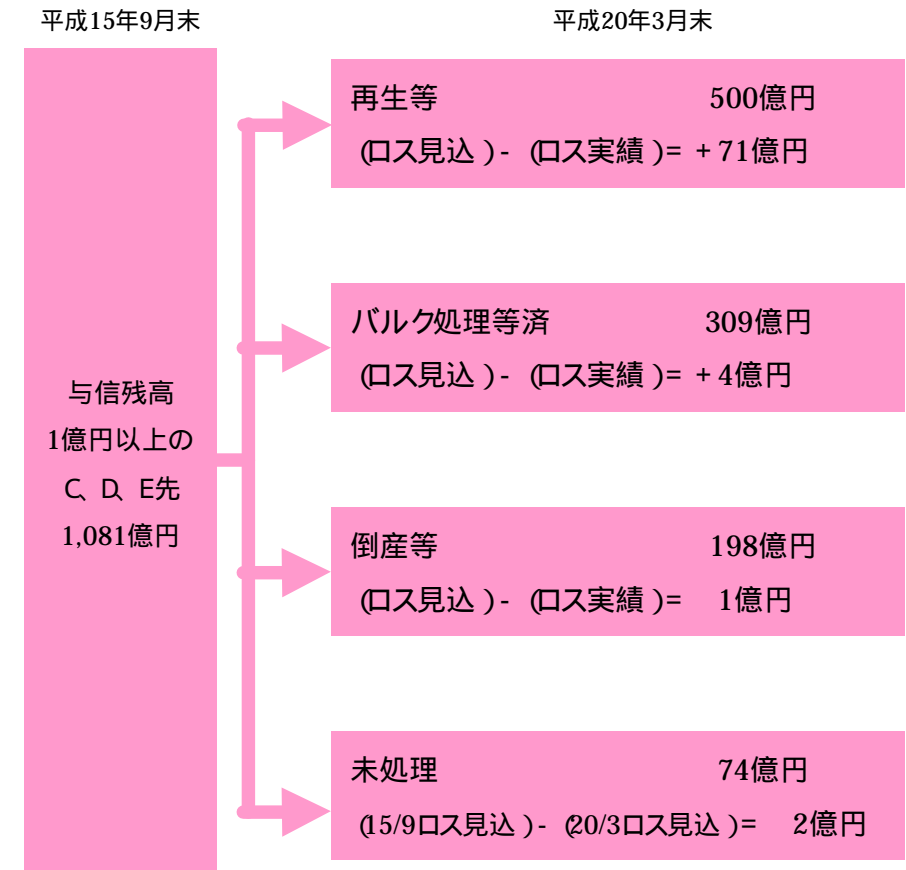 平成15年9月末
平成20年3月末
与信残高
1億円以上の
C、D、E先
1,081億円
再生等 500億円
(ロス見込)-(ロス実績)= +71億円
バルク処理等済 309億円
(ロス見込)-(ロス実績)= +4億円
倒産等 198億円
(ロス見込)-(ロス実績)= 1億円
未処理 74億円
(15/9ロス見込)-(20/3ロス見込)= 2億円